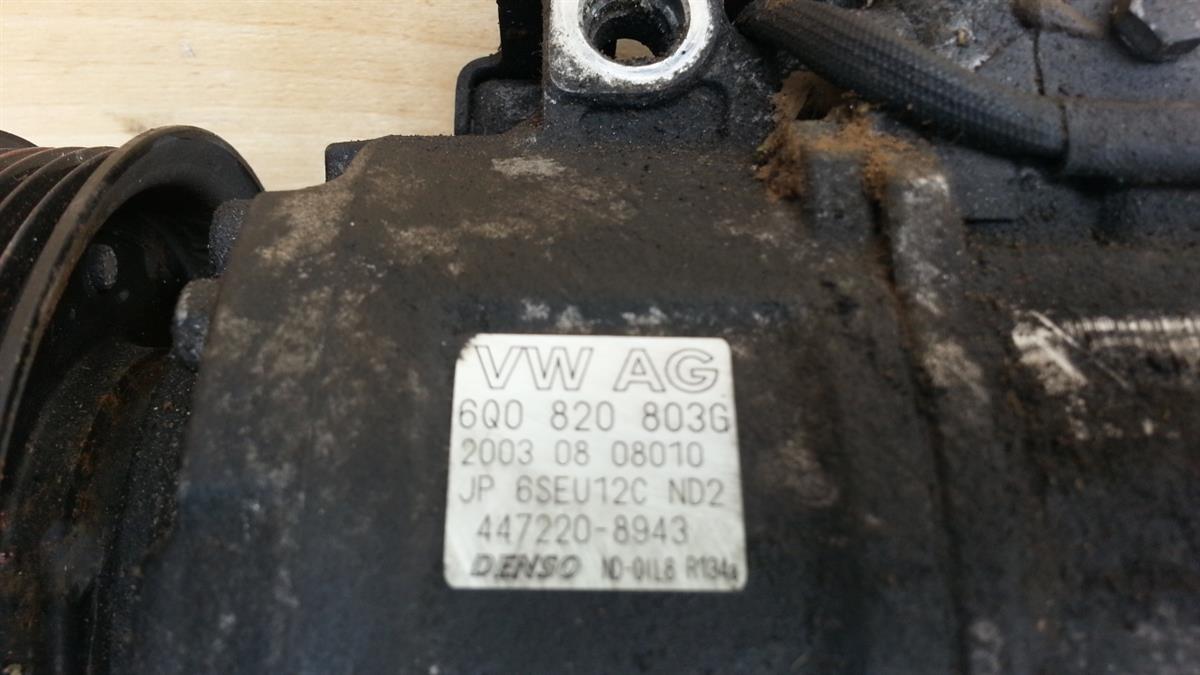 VW AG
6Q0 820 803G
2003 08 08010
JP 6SEU12C ND2
447220-8943
DENSO ND-OIL8 R134a